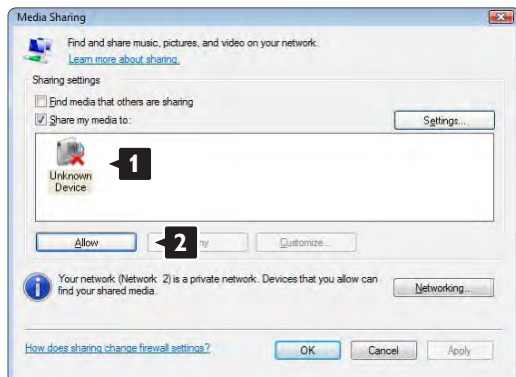 Media Sharing
Find and share music, pictures, and video on your network.
Learn more about sharing.
Sharing settings
Find media that others are sharing
Share my media to:
Settings...
1
Unknown
Device
Allow
2
ny
Customize...
Your network (Network 2) is a private network. Devices that you allow can
find your shared media.
Networking...
How does sharing change firewall settings?
OK
Cancel
Apply